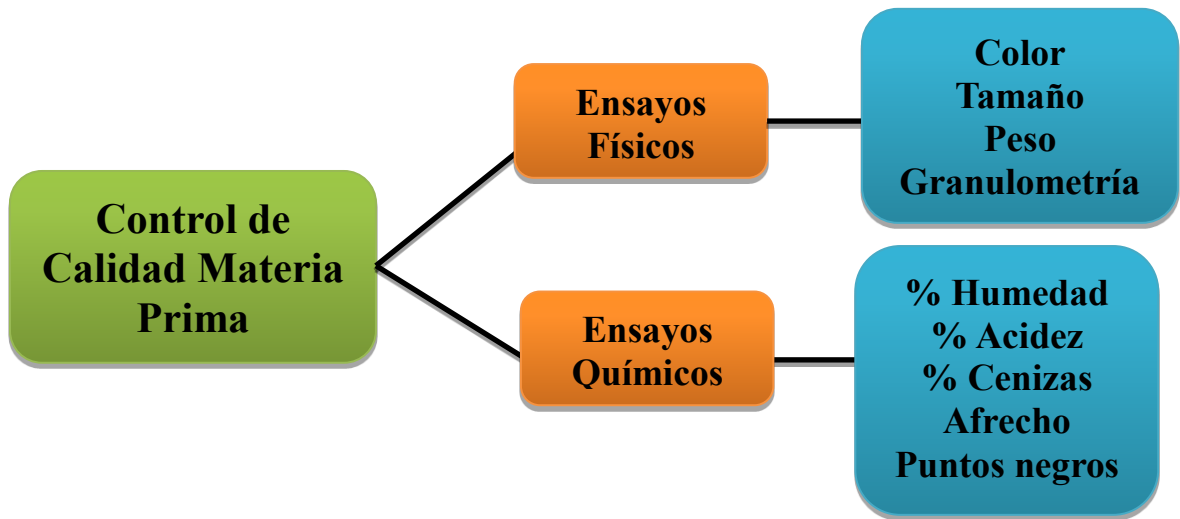 Control de
Calidad Materia
Prima
Ensayos
Físicos
Color
Tamaño
Peso
Granulometría
Ensayos
Químicos
% Humedad
% Acidez
% Cenizas
Afrecho
Puntos negros